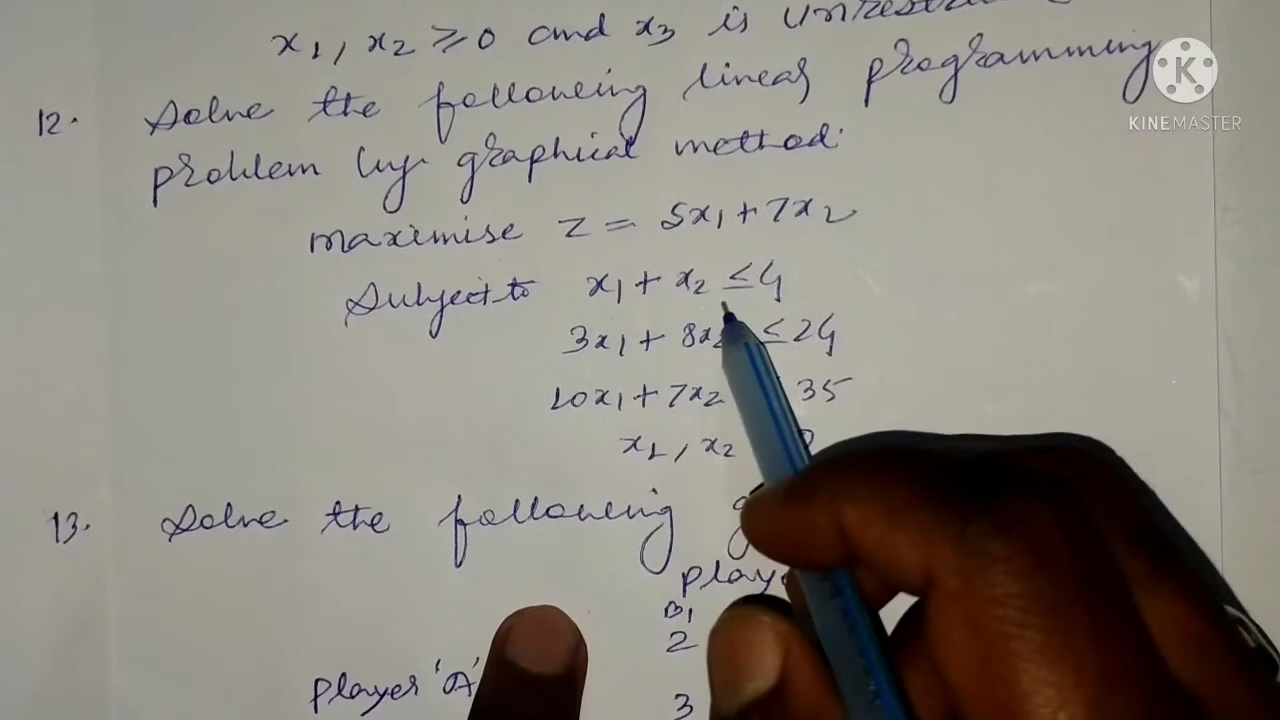 x₁, x₂ ≥ 0 and x₃ is
12. Solve the following linear programming
problem by graphical method.
Maximise Z = 5x₁ + 7x₂
Subject to x₁ + x₂ ≤ 4
3x₁ + 8x₂ ≤ 24
10x₁ + 7x₂ 35
x₁, x₂
13. Solve the following
B₁
2
Player 'A'
3
K
KINEMASTER